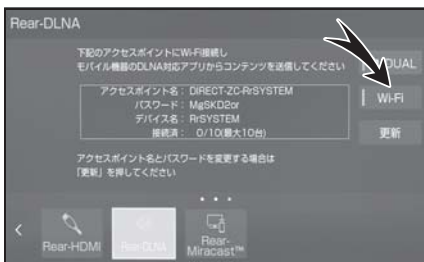 Rear-DLNA
下記のアクセスポイントにWi-Fi接続し
モバイル機器のDLNA対応アプリからコンテンツを送信してください
アクセスポイント名： DIRECT-ZC-RrSYSTEM
パスワード： MgSKD2or
デバイス名： RrSYSTEM
接続済： 0/10(最大10台)
アクセスポイント名とパスワードを変更する場合は
「更新」を押してください
DUAL
Wi-Fi
更新
Rear-HDMI
Rear-DLNA
Rear-
Miracast™